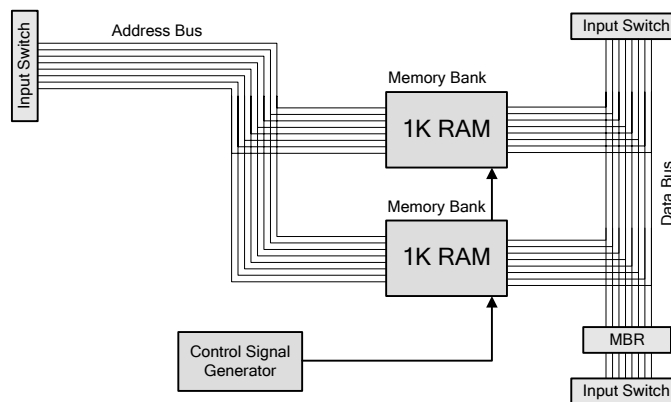 Input Switch
Address Bus
Input Switch
Memory Bank
1K RAM
Data Bus
Memory Bank
1K RAM
Control Signal
Generator
MBR
Input Switch